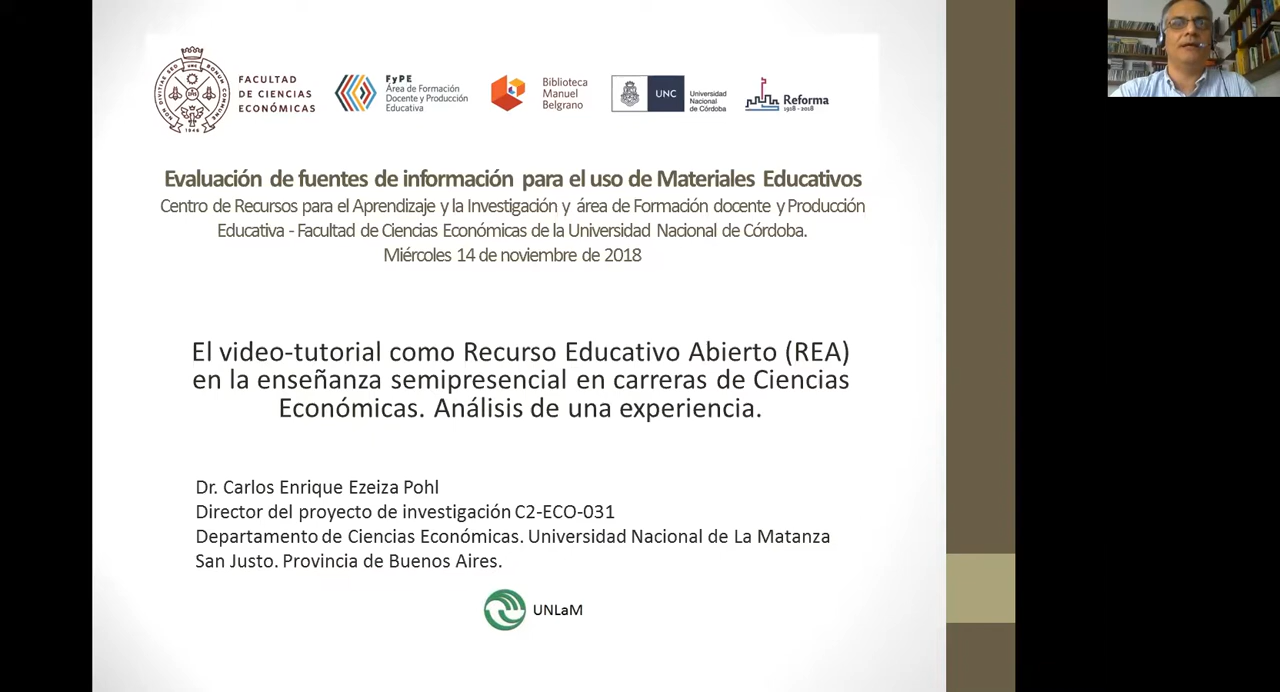 FACULTAD
DE CIENCIAS
ECONÓMICAS
FyPE
Área de Formación
Docente y Producción
Educativa
Biblioteca
Manuel
Belgrano
UNC
Universidad
Nacional
de Córdoba
Reforma
1918 - 2018
Evaluación de fuentes de información para el uso de Materiales Educativos
Centro de Recursos para el Aprendizaje y la Investigación y área de Formación docente y Producción
Educativa - Facultad de Ciencias Económicas de la Universidad Nacional de Córdoba.
Miércoles 14 de noviembre de 2018
El video-tutorial como Recurso Educativo Abierto (REA)
en la enseñanza semipresencial en carreras de Ciencias
Económicas. Análisis de una experiencia.
Dr. Carlos Enrique Ezeiza Pohl
Director del proyecto de investigación C2-ECO-031
Departamento de Ciencias Económicas. Universidad Nacional de La Matanza
San Justo. Provincia de Buenos Aires.
UNLaM